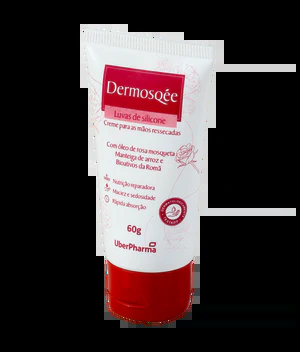 Dermosqée
Luvas de silicone
Creme para as mãos ressecadas
Com óleo de rosa mosqueta
Manteiga de arroz e
Bioativos da Romã
Nutrição reparadora
Maciez e sedosidade
Rápida absorção
60g
UberPharma